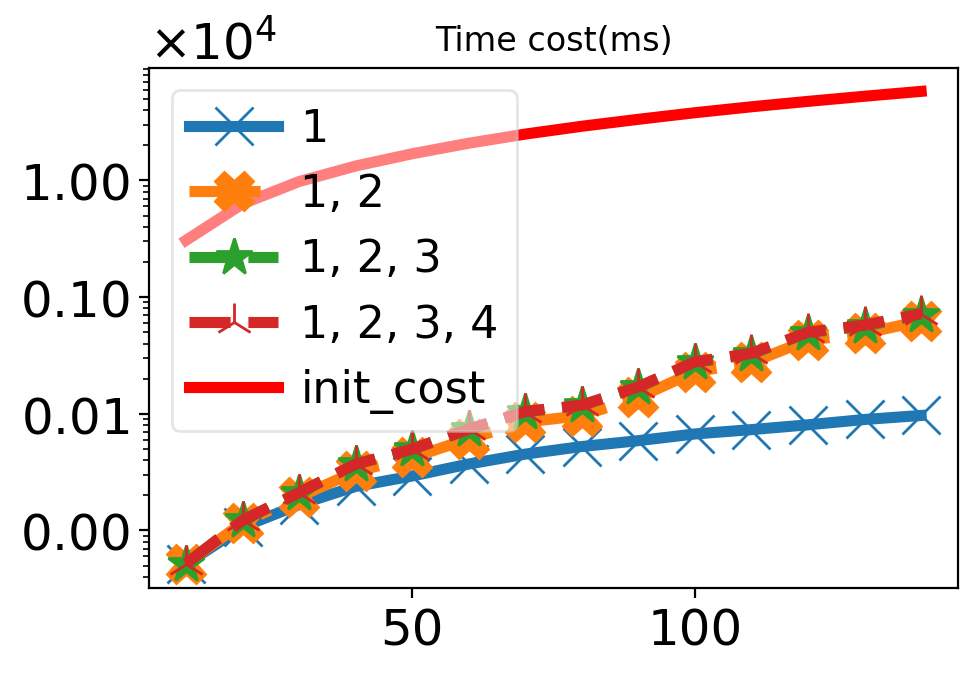 ×10⁴
Time cost(ms)
1.00
0.10
0.01
0.00
1
1, 2
1, 2, 3
1, 2, 3, 4
init_cost
50
100